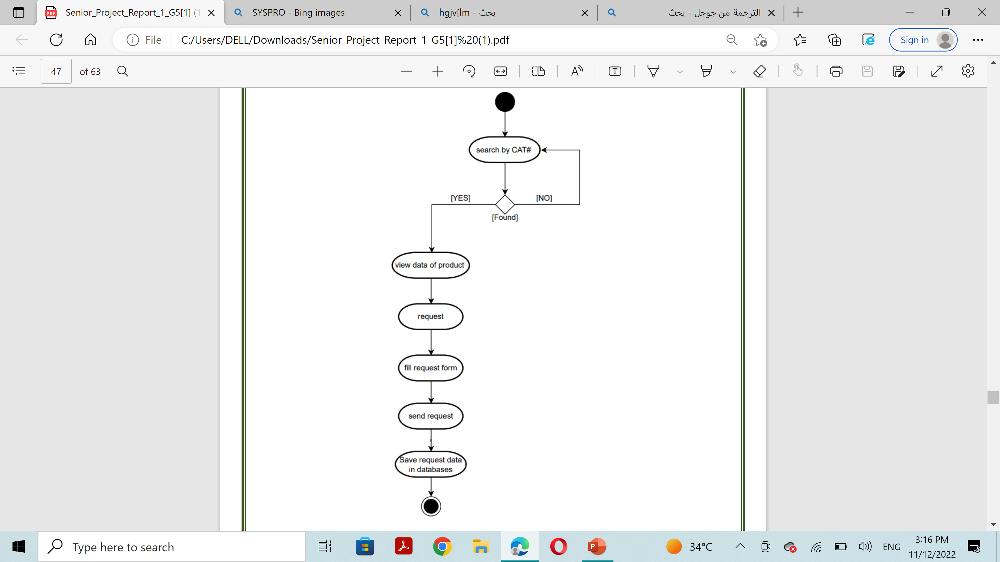 Senior_Project_Report_1_G5[1] (1
SYSPRO - Bing images
hgjv[lm - بحث
الترجمة من جوجل - بحث
File
C:/Users/DELL/Downloads/Senior_Project_Report_1_G5[1]%20(1).pdf
Sign in
47 of 63
search by CAT#
[YES]
[NO]
[Found]
view data of product
request
fill request form
send request
Save request data
in databases
Type here to search
34°C
ENG
3:16 PM
11/12/2022